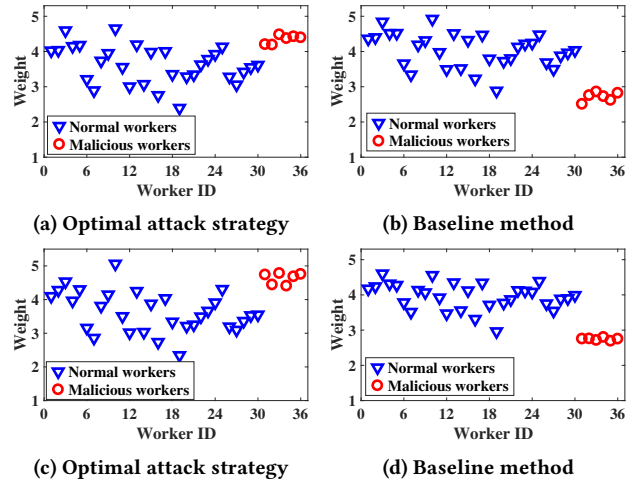 5
4
3
2
1
Weight
Normal workers
Malicious workers
0 6 12 18 24 30 36
Worker ID
(a) Optimal attack strategy
5
4
3
2
1
Weight
Normal workers
Malicious workers
0 6 12 18 24 30 36
Worker ID
(b) Baseline method
5
4
3
2
1
Weight
Normal workers
Malicious workers
0 6 12 18 24 30 36
Worker ID
(c) Optimal attack strategy
5
4
3
2
1
Weight
Normal workers
Malicious workers
0 6 12 18 24 30 36
Worker ID
(d) Baseline method